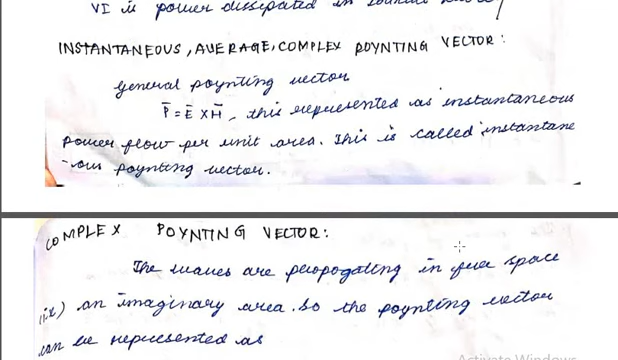 VI is power dissipated in
INSTANTANEOUS, AVERAGE, COMPLEX POYNTING VECTOR:
General poynting vector
P̄ = Ē X H̄, this represented as instantaneous
power flow per unit area. This is called instantane
-ous poynting vector.
COMPLEX POYNTING VECTOR:
The waves are propogating in free space
(ie) an imaginary area. So the poynting vector
can be represented as
Activate Windows